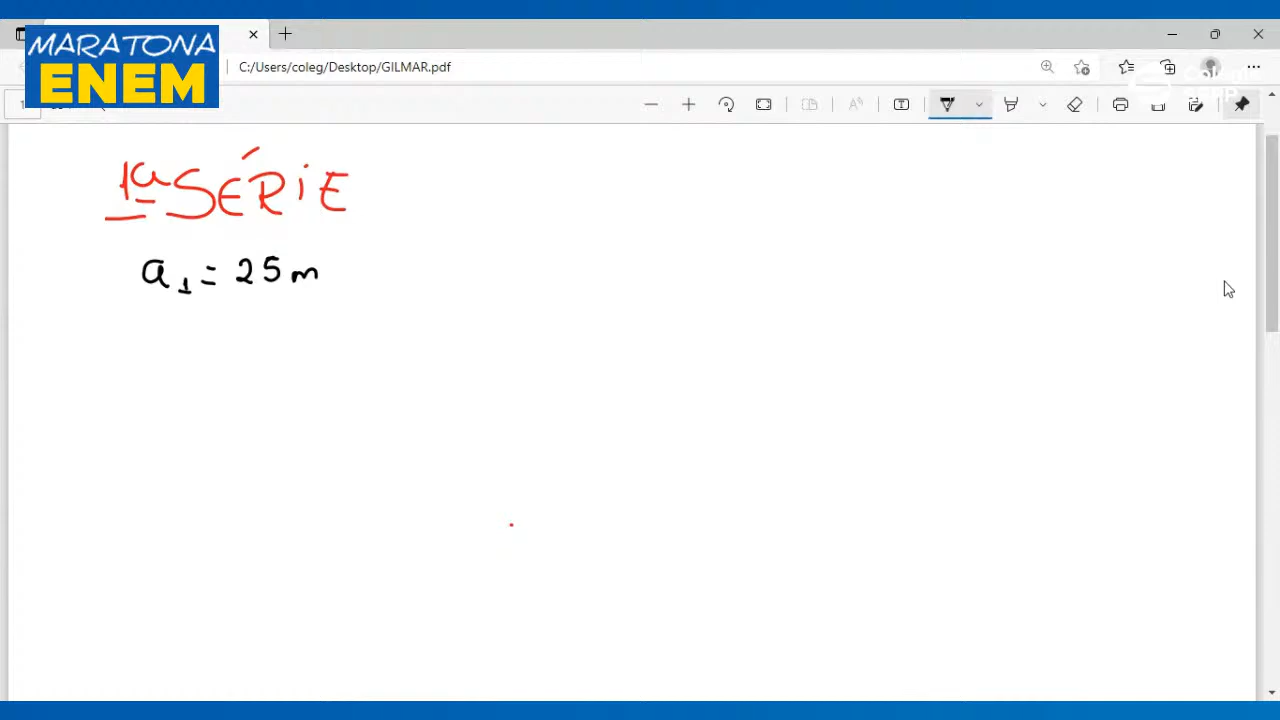 MARATONA
ENEM
C:/Users/coleg/Desktop/GILMAR.pdf
1ª SÉRIE
a₁ = 25 m